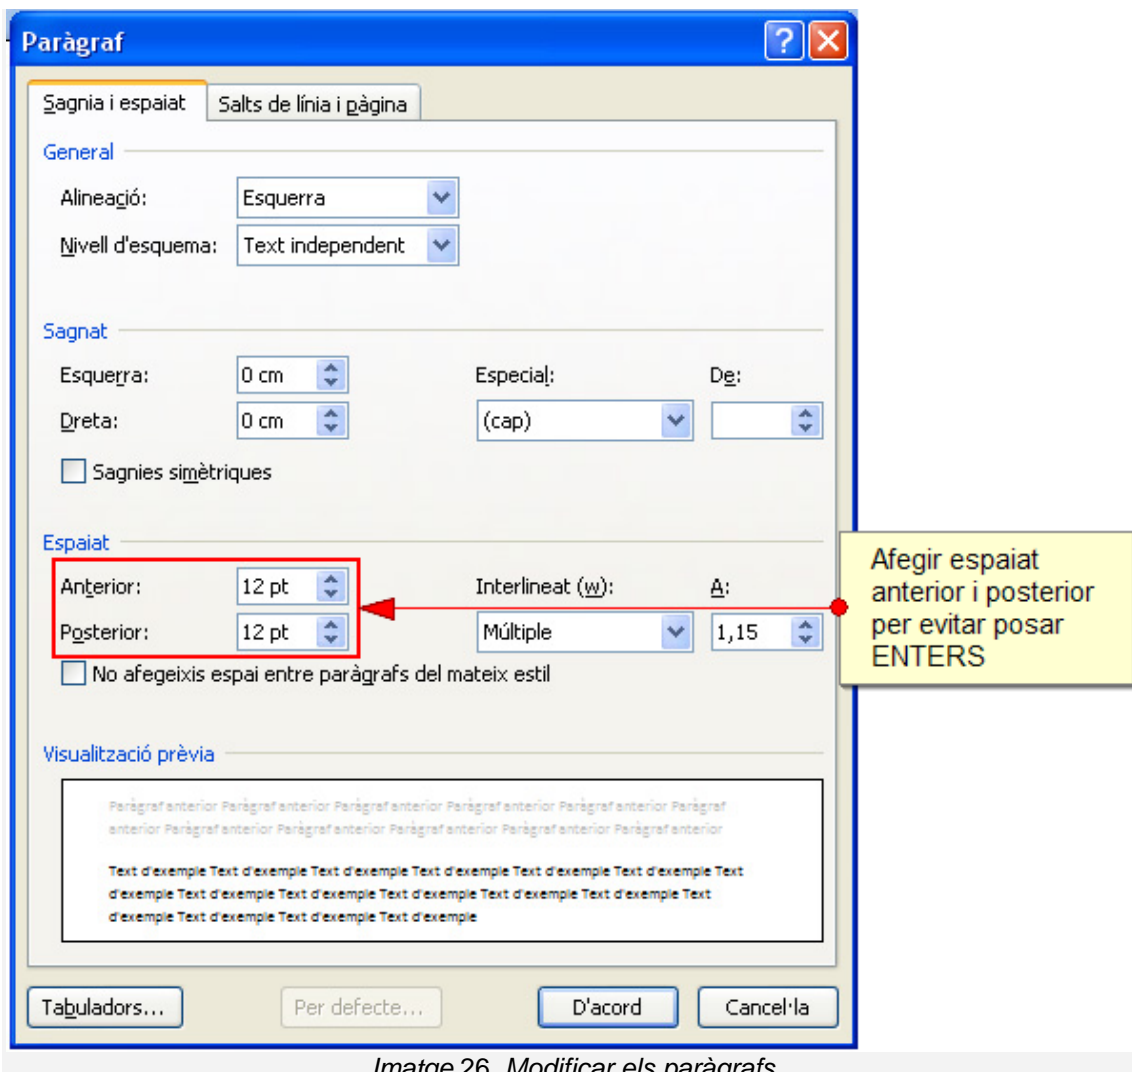 Paràgraf
Sagnia i espaiat
Salts de línia i pàgina
General
Alineació: Esquerra
Nivell d'esquema: Text independent
Sagnat
Esquerra: 0 cm Especial: De:
Dreta: 0 cm (cap)
Sagnies simètriques
Espaiat
Anterior: 12 pt Interlineat (w): A:
Posterior: 12 pt Múltiple 1,15
No afegeixis espai entre paràgrafs del mateix estil
Afegir espaiat
anterior i posterior
per evitar posar
ENTERS
Visualització prèvia
Paràgraf anterior Paràgraf anterior Paràgraf anterior Paràgraf anterior Paràgraf anterior Paràgraf
anterior Paràgraf anterior Paràgraf anterior Paràgraf anterior Paràgraf anterior Paràgraf anterior
Text d'exemple Text d'exemple Text d'exemple Text d'exemple Text d'exemple Text d'exemple Text
d'exemple Text d'exemple Text d'exemple Text d'exemple Text d'exemple Text d'exemple Text
d'exemple Text d'exemple Text d'exemple Text d'exemple
Tabuladors... Per defecte... D'acord Cancel·la
Imatge 26. Modificar els paràgrafs